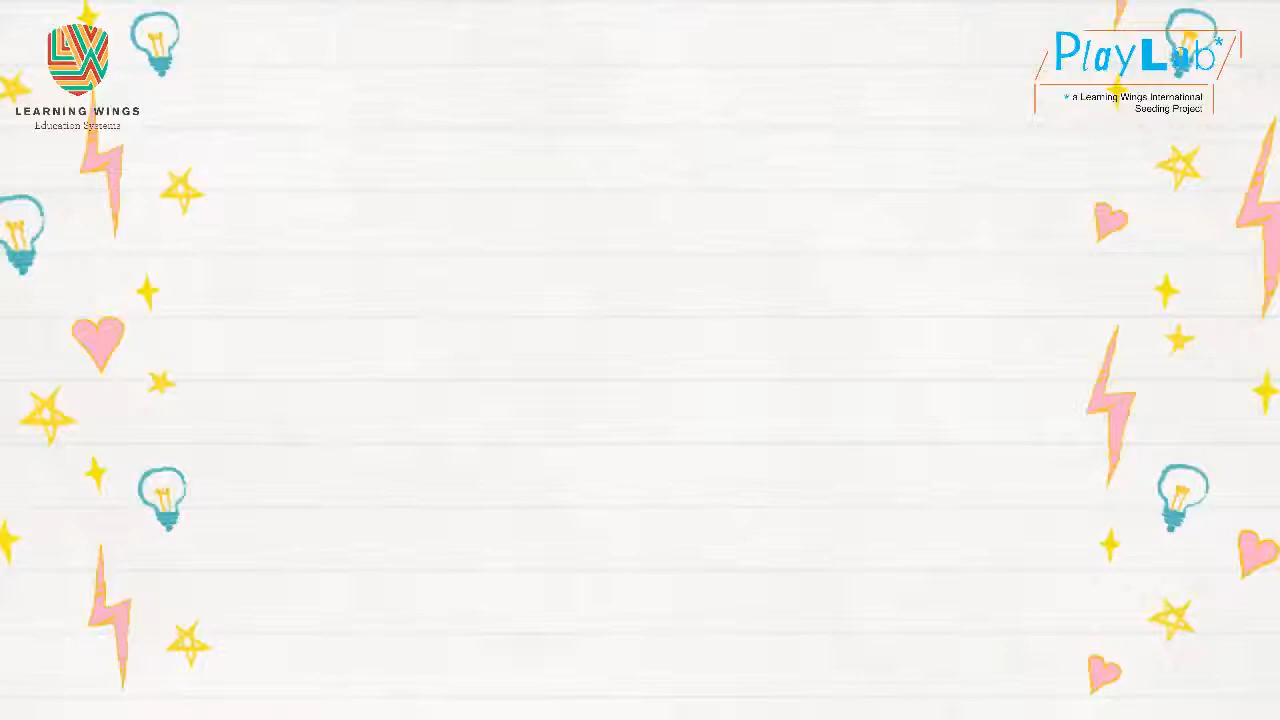 LEARNING WINGS
Education Systems
PlayLab*
* a Learning Wings International
Seeding Project